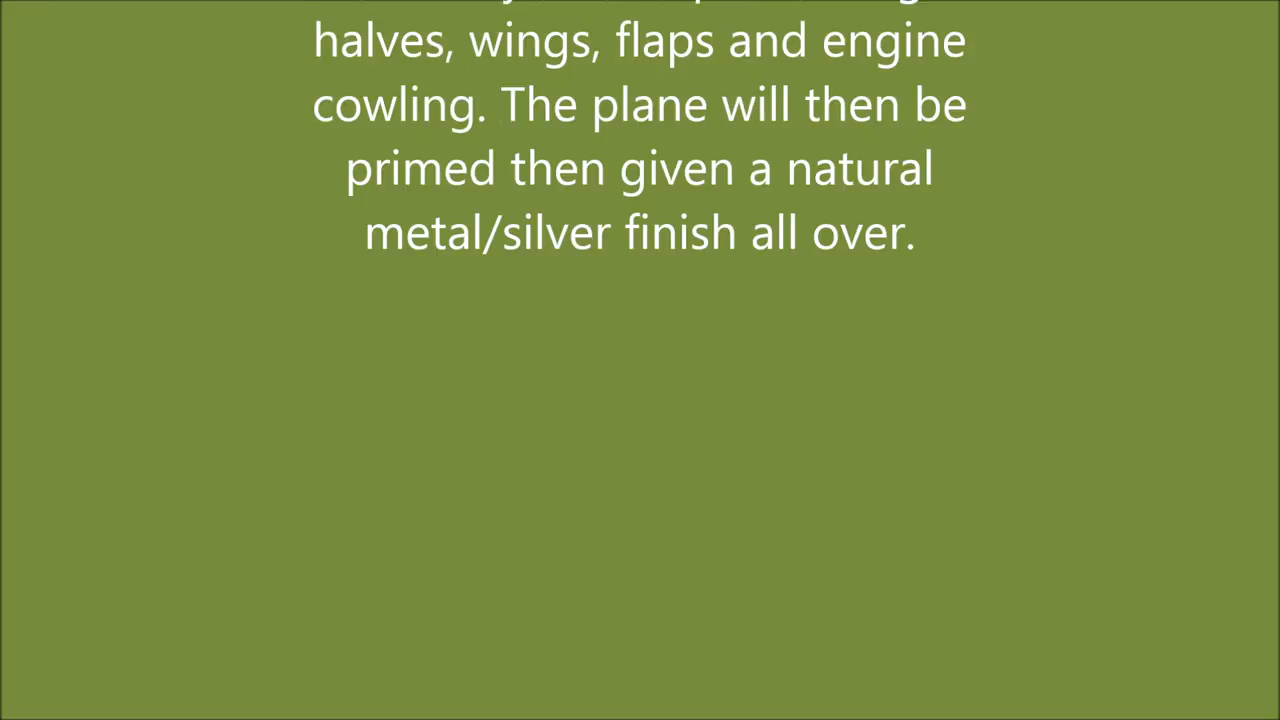 halves, wings, flaps and engine
cowling. The plane will then be
primed then given a natural
metal/silver finish all over.